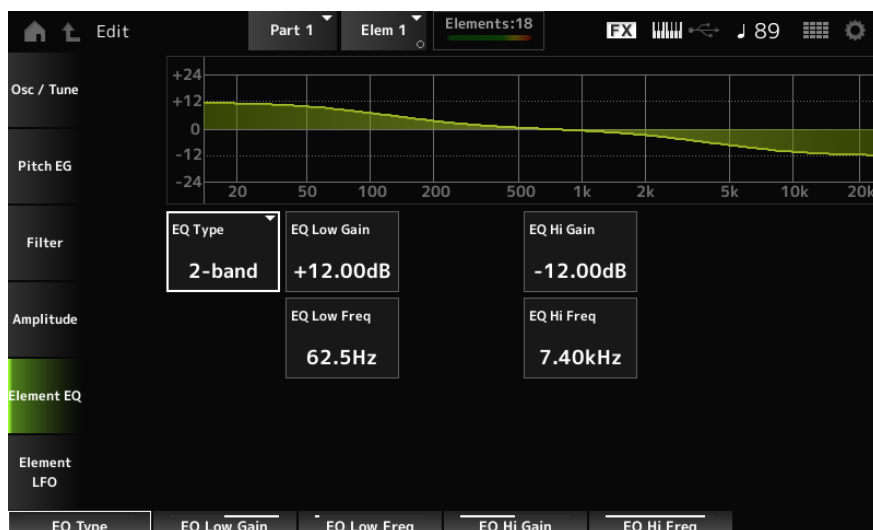 Edit Part 1 Elem 1 Elements:18 FX ♩ 89
Osc / Tune
Pitch EG
Filter
Amplitude
Element EQ
Element
LFO
+24
+12
0
-12
-24
20 50 100 200 500 1k 2k 5k 10k 20k
EQ Type EQ Low Gain EQ Hi Gain
2-band +12.00dB -12.00dB
EQ Low Freq EQ Hi Freq
62.5Hz 7.40kHz
EQ Type EQ Low Gain EQ Low Freq EQ Hi Gain EQ Hi Freq